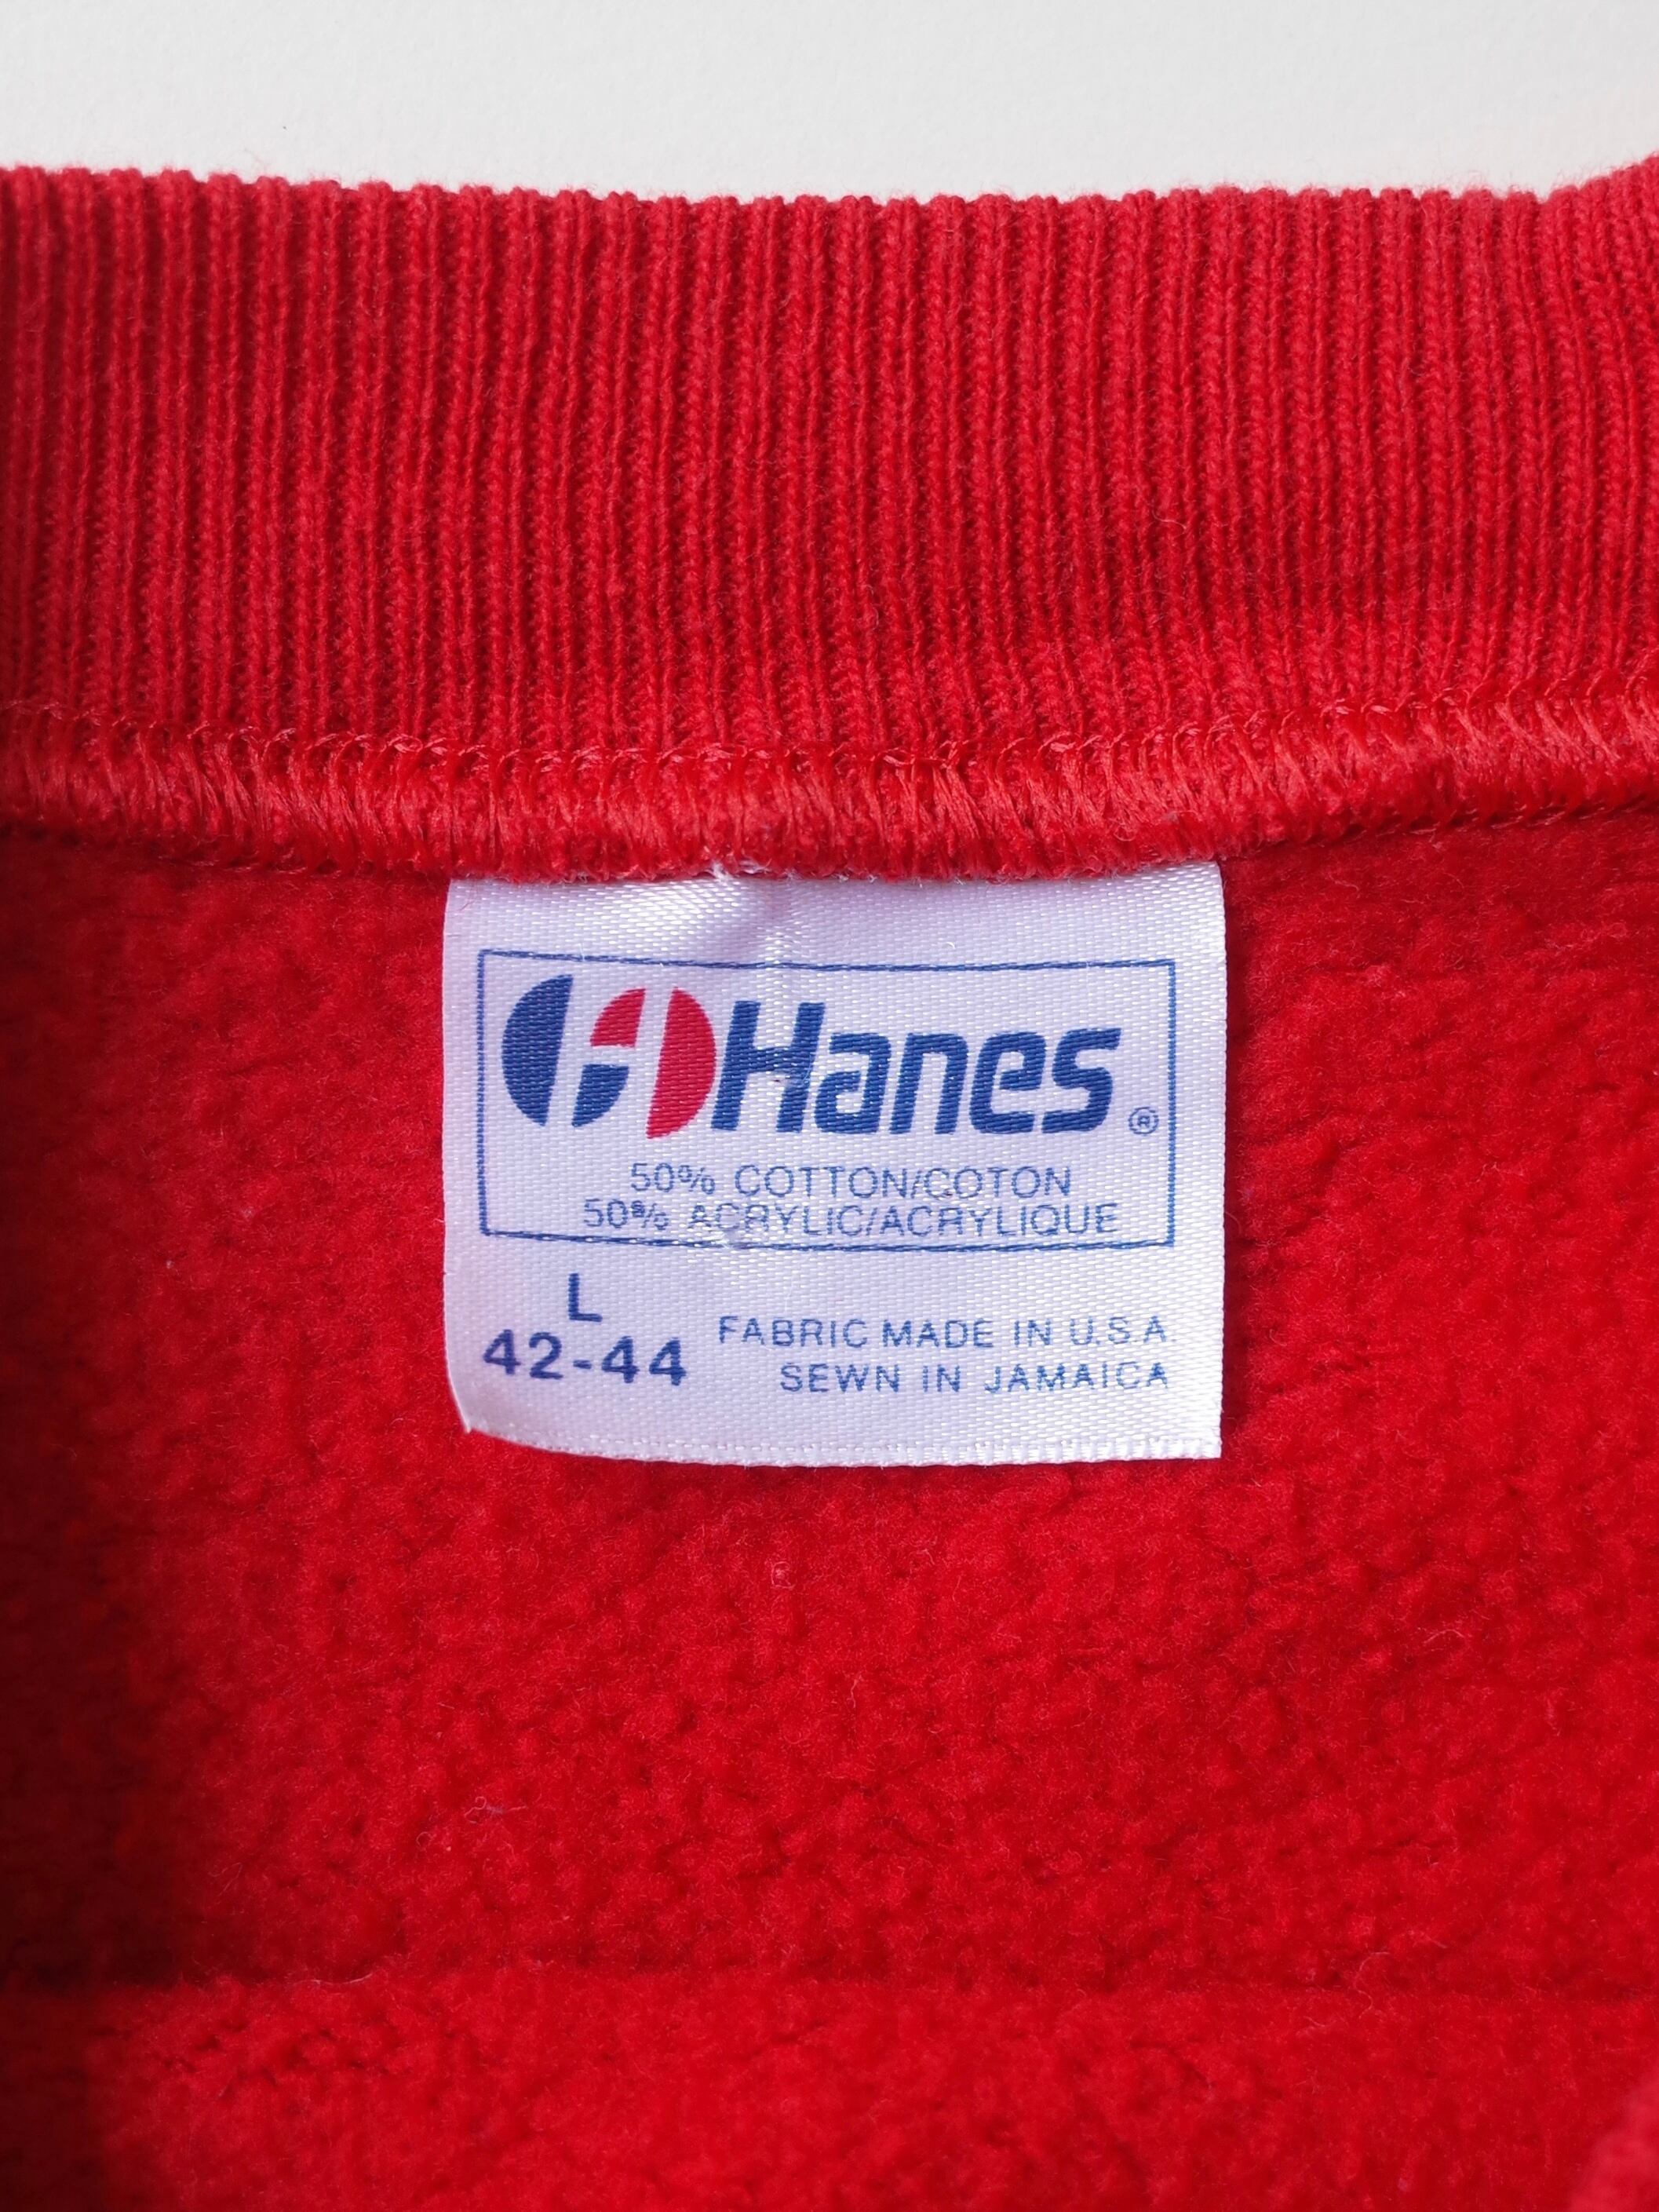 Hanes ®
50% COTTON/COTON
50% ACRYLIC/ACRYLIQUE
L
42-44
FABRIC MADE IN U.S.A
SEWN IN JAMAICA